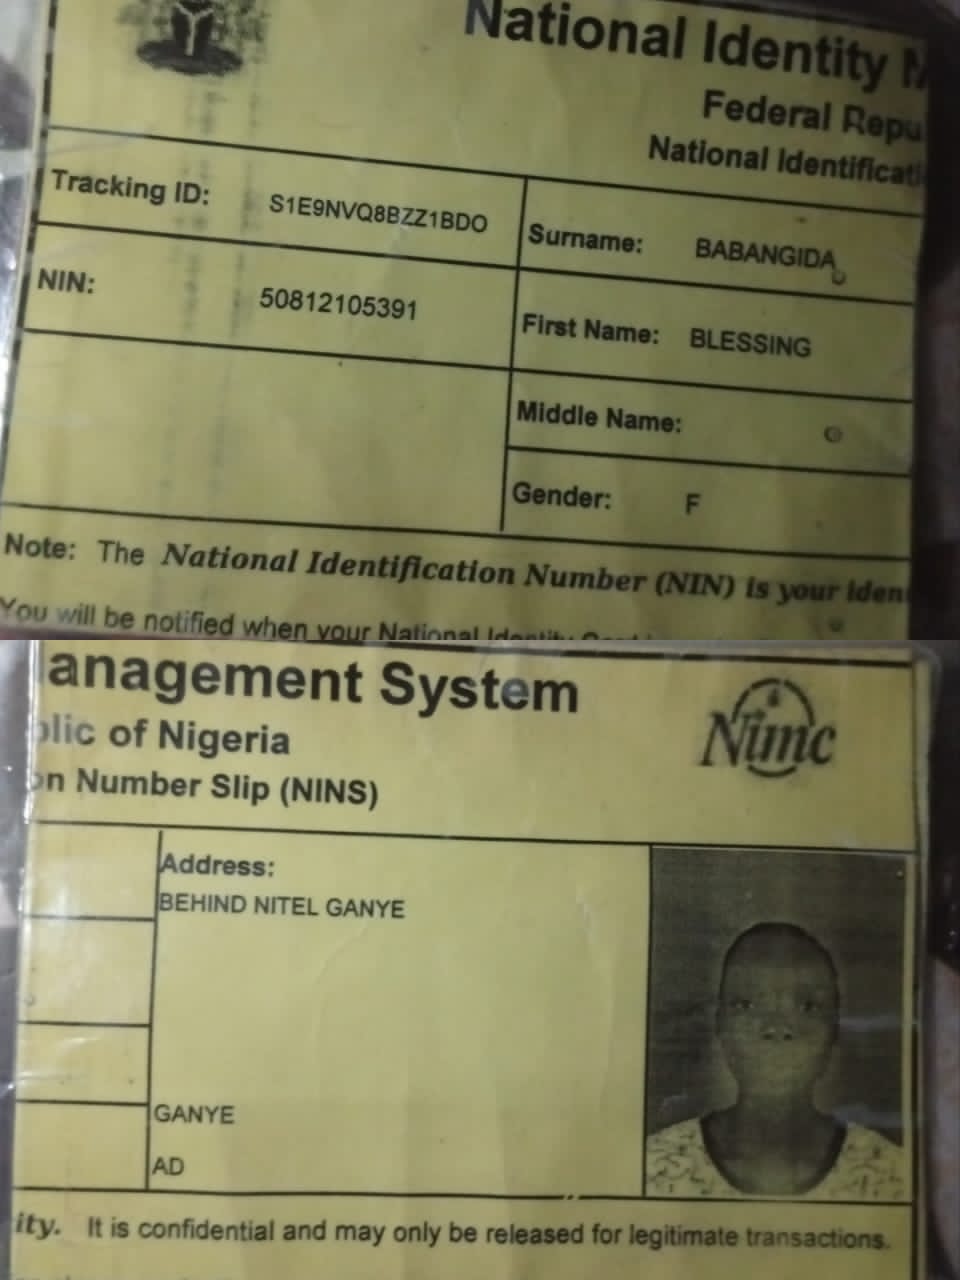 National Identity
Federal Repu
National Identificati
Tracking ID: S1E9NVQ8BZZ1BDO
Surname: BABANGIDA
NIN: 50812105391
First Name: BLESSING
Middle Name:
Gender: F
Note: The National Identification Number (NIN) is your iden
You will be notified when your National Identity
anagement System
blic of Nigeria
on Number Slip (NINS)
Nimc
Address:
BEHIND NITEL GANYE
GANYE
AD
ity. It is confidential and may only be released for legitimate transactions.